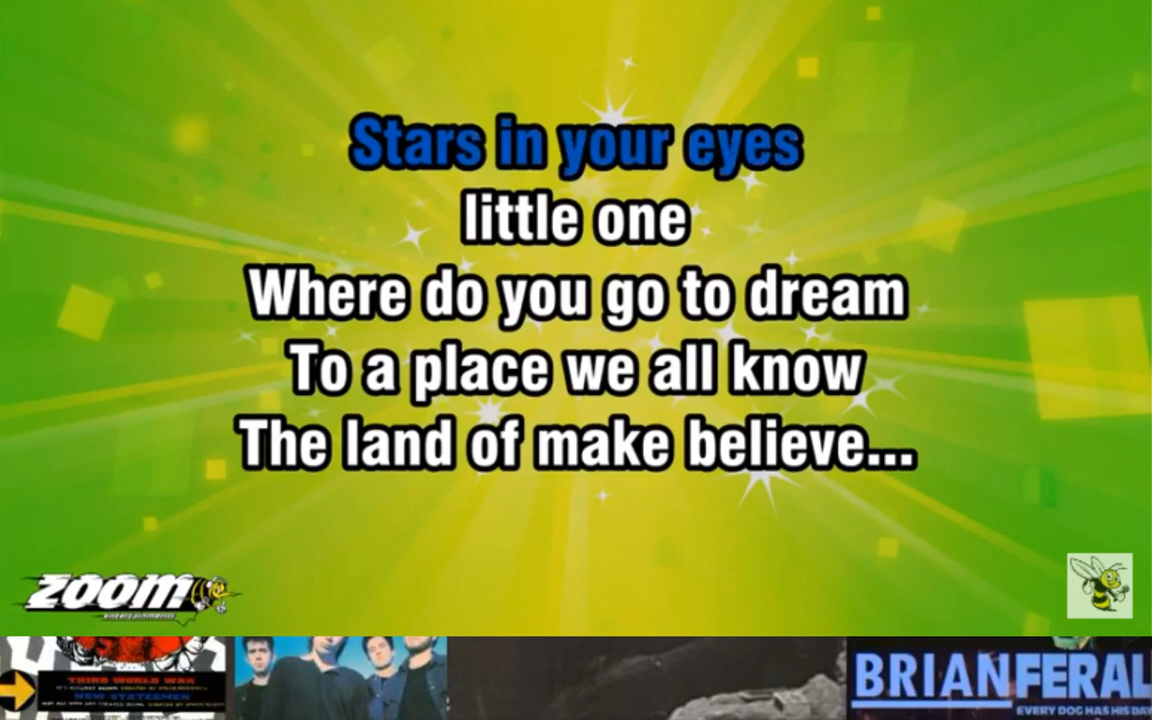 Stars in your eyes
little one
Where do you go to dream
To a place we all know
The land of make believe...
ZOOM
THIRD WORLD WAR
NEW STATESMEN
BRIANFERAL
EVERY DOG HAS HIS DAY